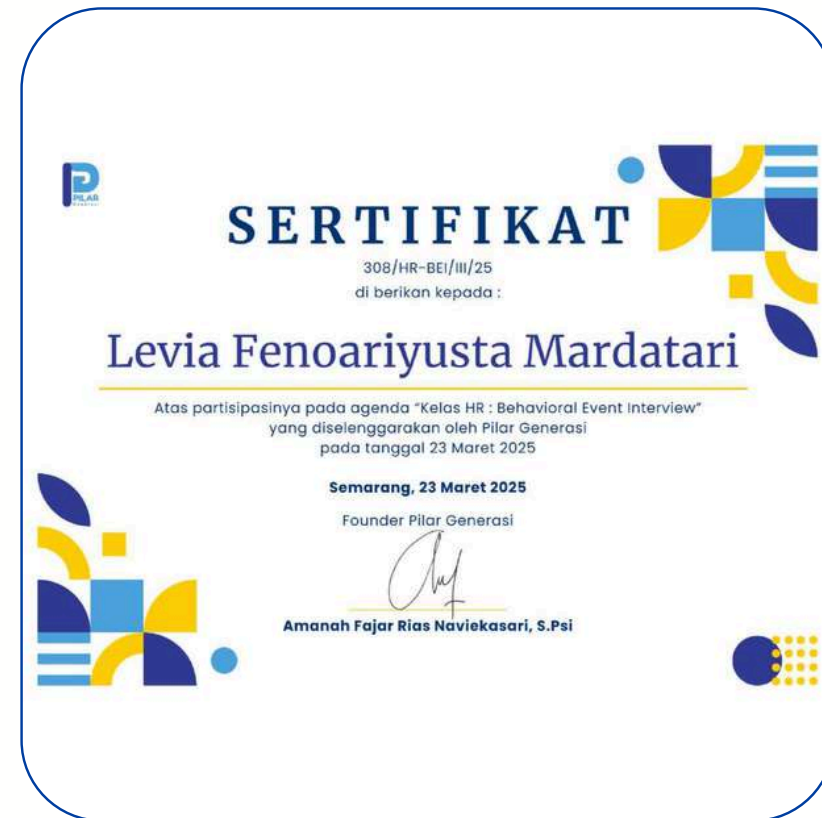 PILAR
SERTIFIKAT
308/HR-BEI/III/25
di berikan kepada :
Levia Fenoariyusta Mardatari
Atas partisipasinya pada agenda “Kelas HR : Behavioral Event Interview”
yang diselenggarakan oleh Pilar Generasi
pada tanggal 23 Maret 2025
Semarang, 23 Maret 2025
Founder Pilar Generasi
Amanah Fajar Rias Naviekasari, S.Psi